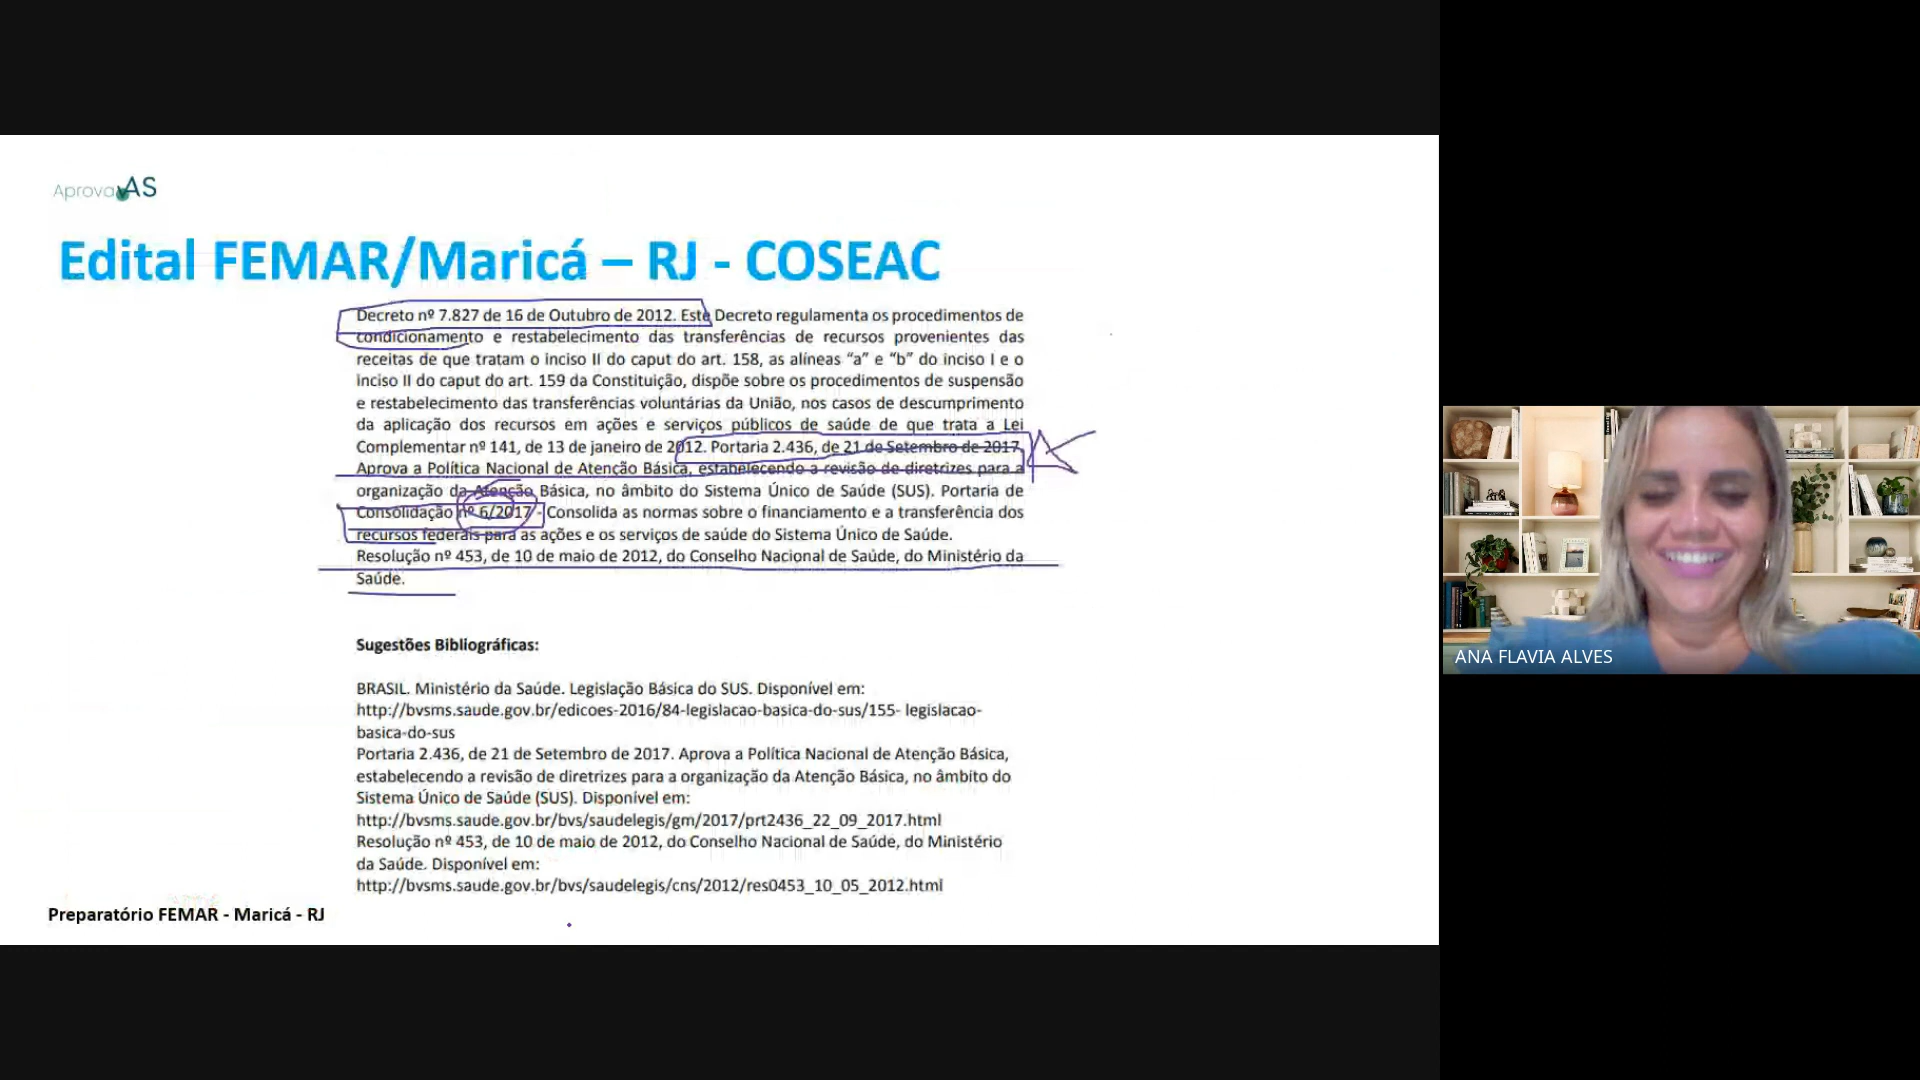 AprovaAS
Edital FEMAR/Maricá – RJ - COSEAC
Decreto nº 7.827 de 16 de Outubro de 2012. Este Decreto regulamenta os procedimentos de
condicionamento e restabelecimento das transferências de recursos provenientes das
receitas de que tratam o inciso II do caput do art. 158, as alíneas “a” e “b” do inciso I e o
inciso II do caput do art. 159 da Constituição, dispõe sobre os procedimentos de suspensão
e restabelecimento das transferências voluntárias da União, nos casos de descumprimento
da aplicação dos recursos em ações e serviços públicos de saúde de que trata a Lei
Complementar nº 141, de 13 de janeiro de 2012. Portaria 2.436, de 21 de Setembro de 2017.
Aprova a Política Nacional de Atenção Básica, estabelecendo a revisão de diretrizes para a
organização da Atenção Básica, no âmbito do Sistema Único de Saúde (SUS). Portaria de
Consolidação nº 6/2017 - Consolida as normas sobre o financiamento e a transferência dos
recursos federais para as ações e os serviços de saúde do Sistema Único de Saúde.
Resolução nº 453, de 10 de maio de 2012, do Conselho Nacional de Saúde, do Ministério da
Saúde.
Sugestões Bibliográficas:
BRASIL. Ministério da Saúde. Legislação Básica do SUS. Disponível em:
http://bvsms.saude.gov.br/edicoes-2016/84-legislacao-basica-do-sus/155- legislacao-
basica-do-sus
Portaria 2.436, de 21 de Setembro de 2017. Aprova a Política Nacional de Atenção Básica,
estabelecendo a revisão de diretrizes para a organização da Atenção Básica, no âmbito do
Sistema Único de Saúde (SUS). Disponível em:
http://bvsms.saude.gov.br/bvs/saudelegis/gm/2017/prt2436_22_09_2017.html
Resolução nº 453, de 10 de maio de 2012, do Conselho Nacional de Saúde, do Ministério
da Saúde. Disponível em:
http://bvsms.saude.gov.br/bvs/saudelegis/cns/2012/res0453_10_05_2012.html
Preparatório FEMAR - Maricá - RJ
ANA FLAVIA ALVES